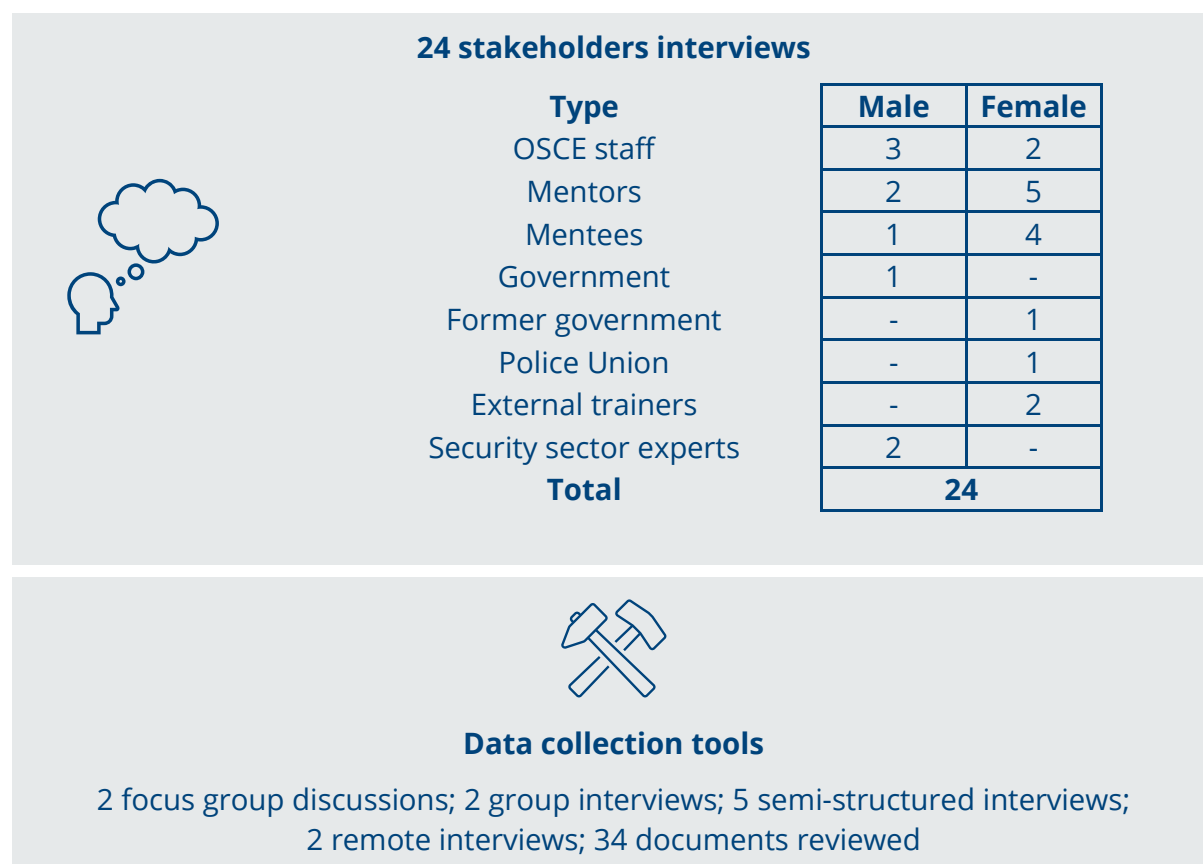 24 stakeholders interviews
Type Male Female
OSCE staff 3 2
Mentors 2 5
Mentees 1 4
Government 1 -
Former government - 1
Police Union - 1
External trainers - 2
Security sector experts 2 -
Total 24
Data collection tools
2 focus group discussions; 2 group interviews; 5 semi-structured interviews;
2 remote interviews; 34 documents reviewed